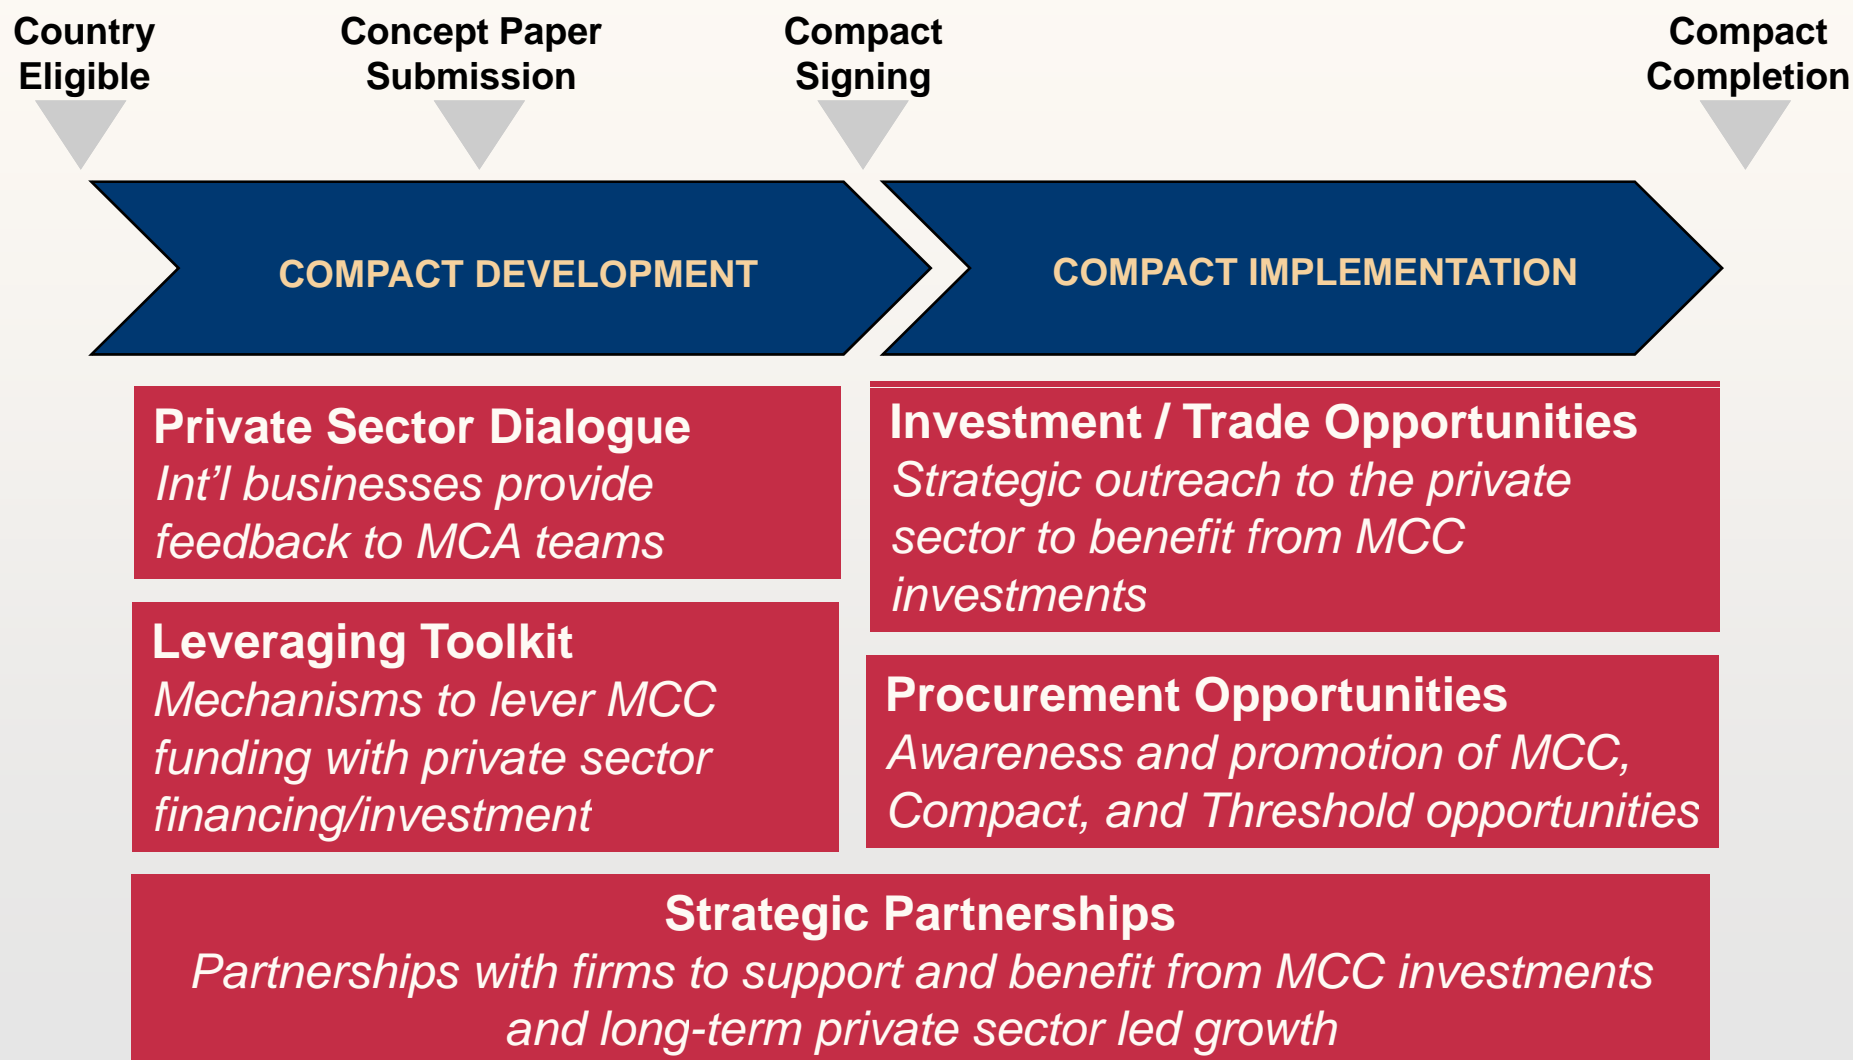 Country
Eligible
Concept Paper
Submission
Compact
Signing
Compact
Completion
COMPACT DEVELOPMENT
COMPACT IMPLEMENTATION
Private Sector Dialogue
Int’l businesses provide
feedback to MCA teams
Leveraging Toolkit
Mechanisms to lever MCC
funding with private sector
financing/investment
Investment / Trade Opportunities
Strategic outreach to the private
sector to benefit from MCC
investments
Procurement Opportunities
Awareness and promotion of MCC,
Compact, and Threshold opportunities
Strategic Partnerships
Partnerships with firms to support and benefit from MCC investments
and long-term private sector led growth